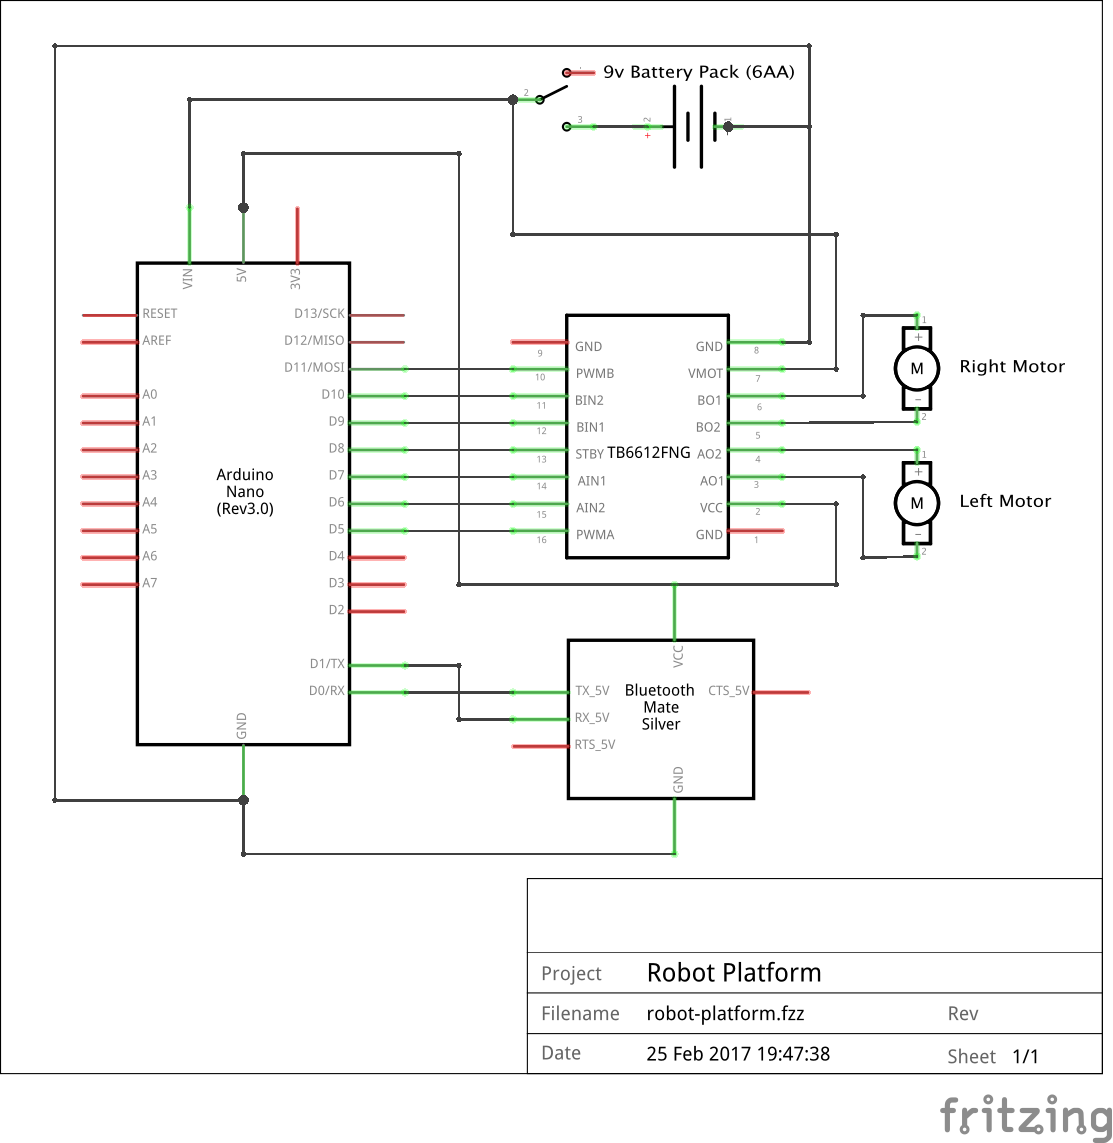 9v Battery Pack (6AA)
2
3
2
+
1
VIN
5V
3V3
RESET
AREF
A0
A1
A2
A3
A4
A5
A6
A7
Arduino
Nano
(Rev3.0)
D13/SCK
D12/MISO
D11/MOSI
D10
D9
D8
D7
D6
D5
D4
D3
D2
D1/TX
D0/RX
GND
9 GND
10 PWMB
11 BIN2
12 BIN1
13 STBY
14 AIN1
15 AIN2
16 PWMA
TB6612FNG
GND 8
VMOT 7
BO1 6
BO2 5
AO2 4
AO1 3
VCC 2
GND 1
1
+
M
−
2
Right Motor
1
+
M
−
2
Left Motor
VCC
TX_5V
RX_5V
RTS_5V
Bluetooth
Mate
Silver
CTS_5V
GND
Project Robot Platform
Filename robot-platform.fzz Rev
Date 25 Feb 2017 19:47:38 Sheet 1/1
fritzing